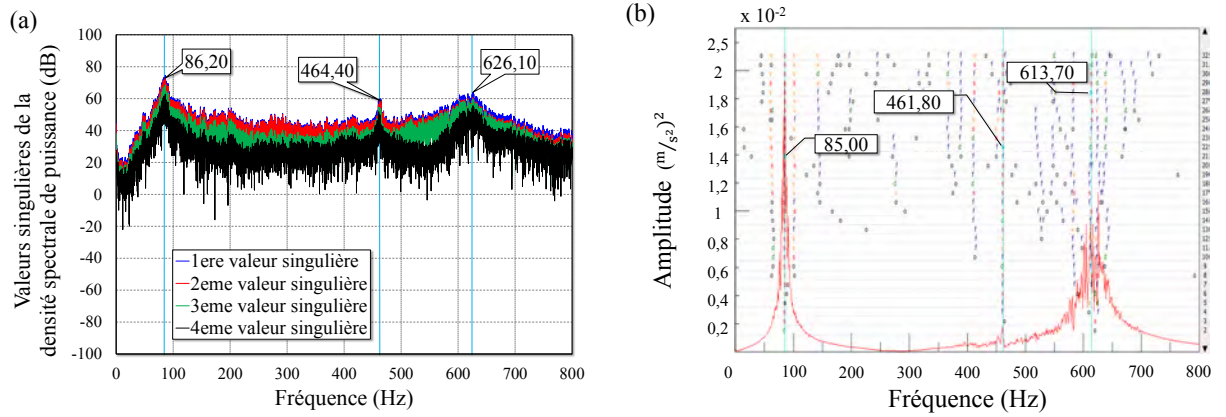 (a)
Valeurs singulières de la
densité spectrale de puissance (dB)
100
80
60
40
20
0
-20
-40
-60
-80
-100
86,20
464,40
626,10
1ere valeur singulière
2eme valeur singulière
3eme valeur singulière
4eme valeur singulière
0 100 200 300 400 500 600 700 800
Fréquence (Hz)
(b)
x 10⁻²
Amplitude (m/s²)²
2,5
2
1,8
1.6
1.4
1.2
1
0.8
0,6
0.4
0,2
613,70
461,80
85,00
0 100 200 300 400 500 600 700 800
Fréquence (Hz)